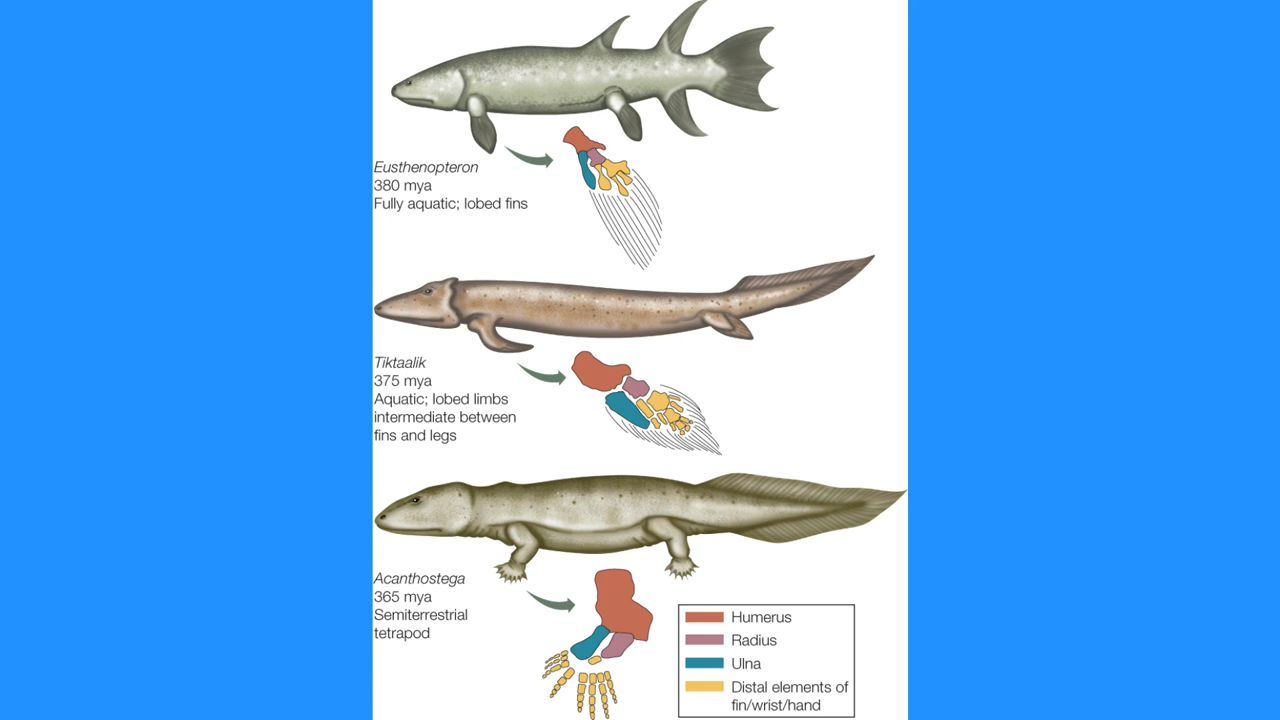 Eusthenopteron
380 mya
Fully aquatic; lobed fins
Tiktaalik
375 mya
Aquatic; lobed limbs
intermediate between
fins and legs
Acanthostega
365 mya
Semiterrestrial
tetrapod
Humerus
Radius
Ulna
Distal elements of
fin/wrist/hand